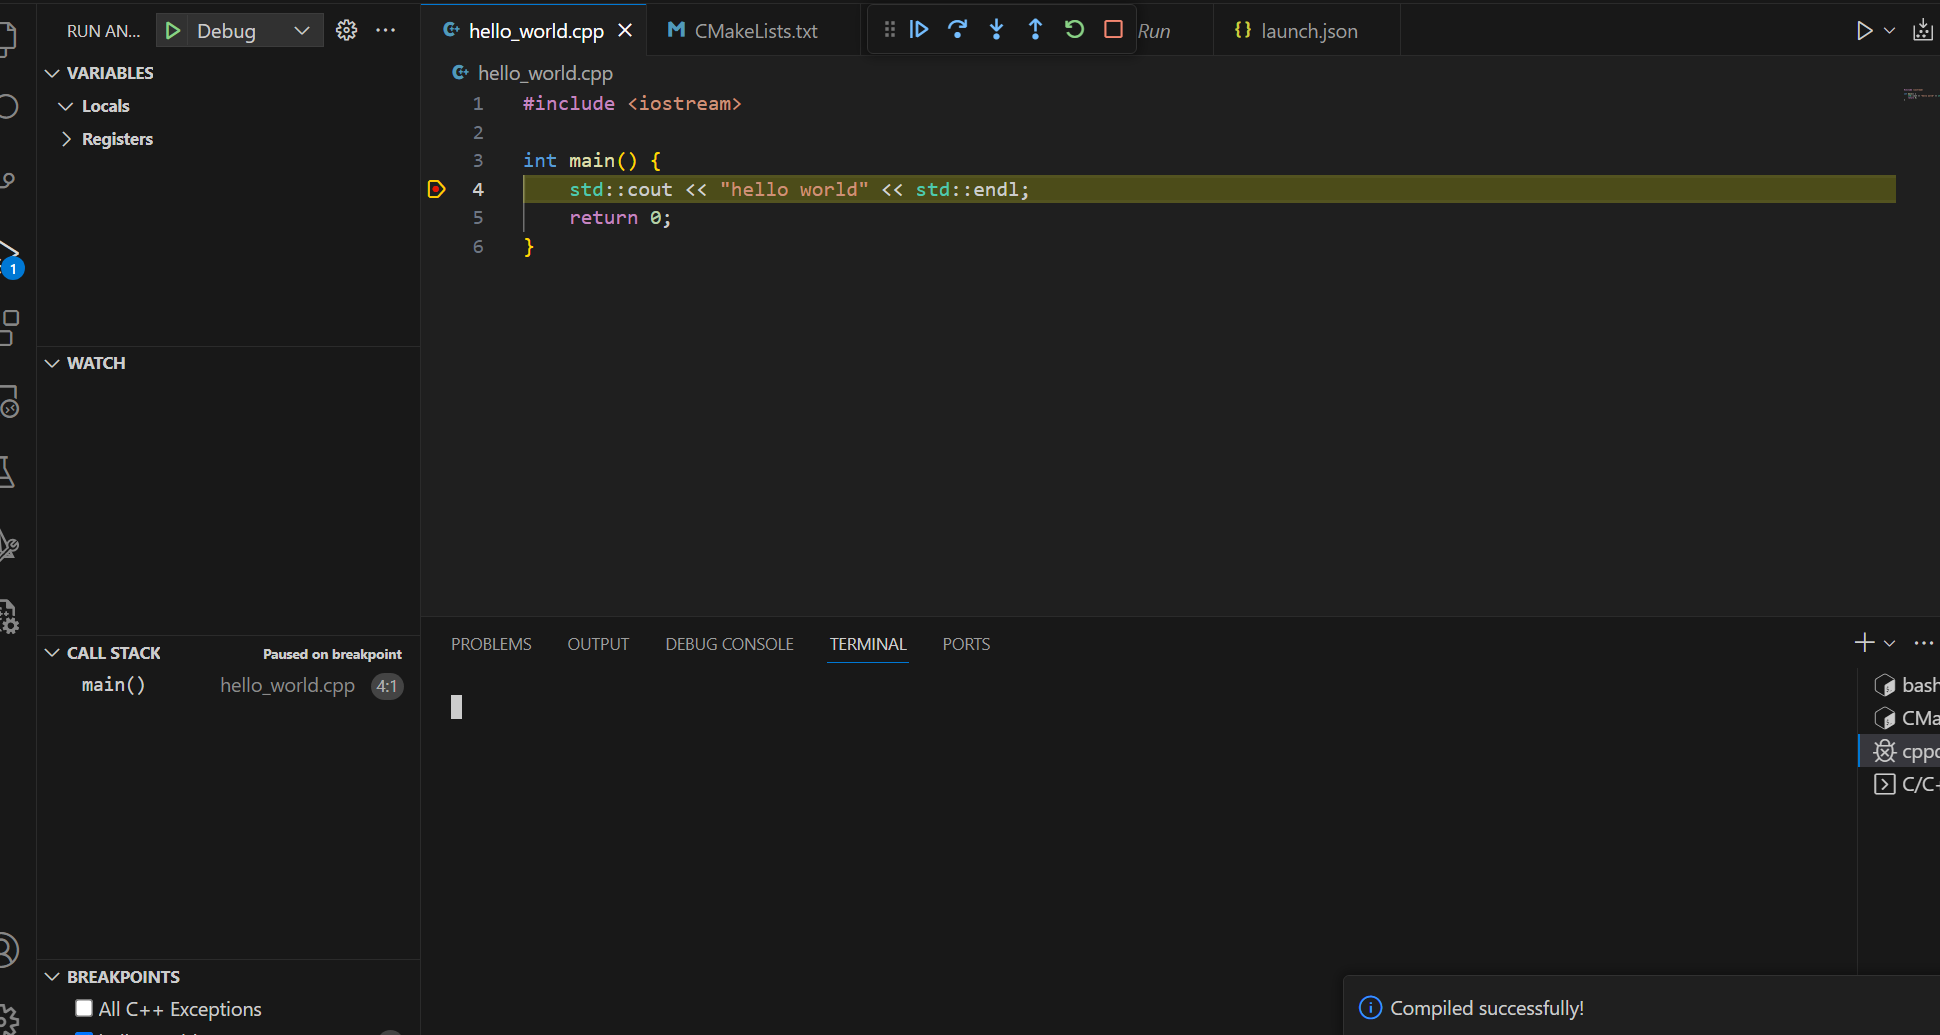 RUN AN... Debug
VARIABLES
Locals
Registers
1
WATCH
CALL STACK Paused on breakpoint
main() hello_world.cpp 4:1
BREAKPOINTS
All C++ Exceptions
hello_world.cpp CMakeLists.txt Run launch.json
hello_world.cpp
1 #include <iostream>
2
3 int main() {
4 std::cout << "hello world" << std::endl;
5 return 0;
6 }
PROBLEMS OUTPUT DEBUG CONSOLE TERMINAL PORTS
bash
CMa
cppd
C/C+
Compiled successfully!